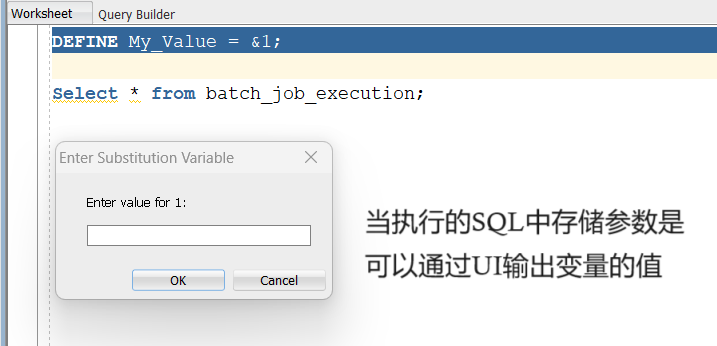 Worksheet Query Builder
DEFINE My_Value = &1;
Select * from batch_job_execution;
Enter Substitution Variable
Enter value for 1:
OK Cancel
当执行的SQL中存储参数是
可以通过UI输出变量的值